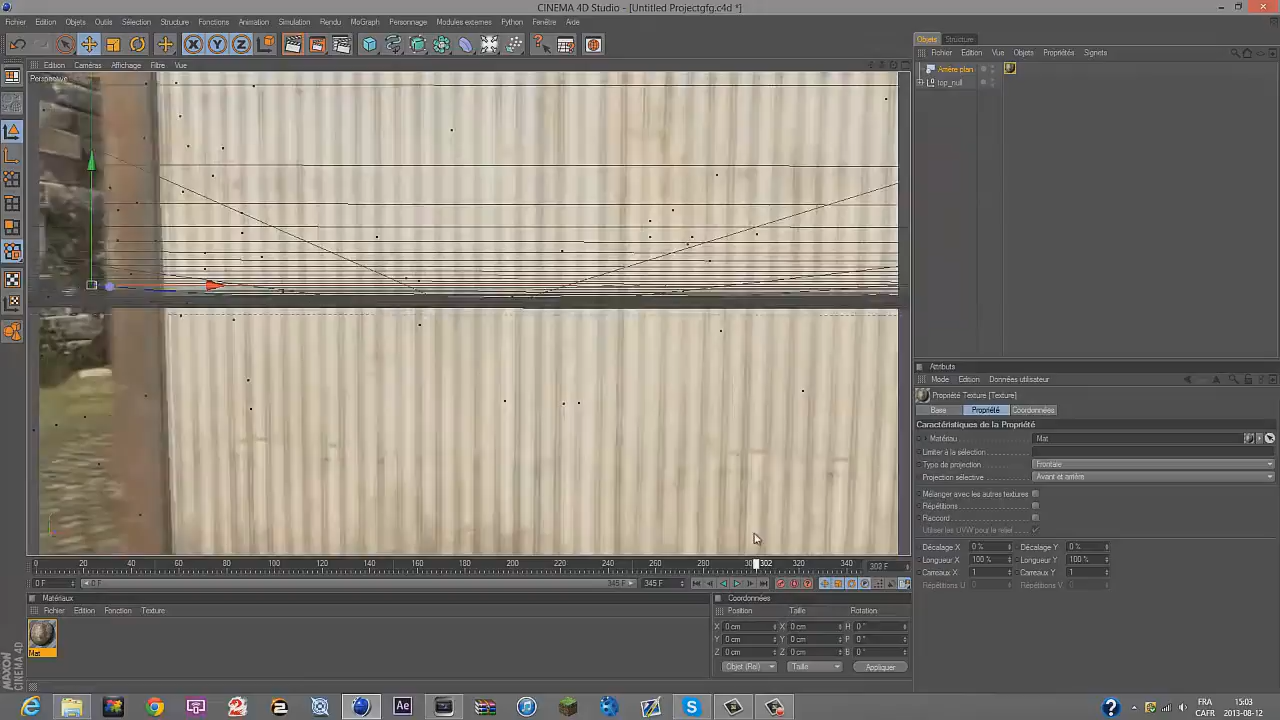 CINEMA 4D Studio - [Untitled Projectgfg.c4d *]
Fichier Edition Objets Outils Sélection Structure Fonctions Animation Simulation Rendu MoGraph Personnage Modules externes Python Fenêtre Aide
Objets Structure
Fichier Edition Vue Objets Propriétés Signets
Edition Caméras Affichage Filtre Vue
Arrière plan
Perspective
top_null
Attributs
Mode Edition Données utilisateur
Propriété Texture [Texture]
Base Propriété Coordonnées
Caractéristiques de la Propriété
Matériau Mat
Limiter à la sélection
Type de projection Frontale
Projection sélective Avant et arrière
Mélanger avec les autres textures
Répétitions
Raccord
Utiliser les UVW pour le relief
Décalage X 0 % Décalage Y 0 %
Longueur X 100 % Longueur Y 100 %
Carreaux X 1 Carreaux Y 1
Répétitions U 0 Répétitions V 0
0 20 40 60 80 100 120 140 160 180 200 220 240 260 280 302 320 340 302 F
0 F 0 F 345 F 345 F
Matériaux
Fichier Edition Fonction Texture
Mat
Coordonnées
Position Taille Rotation
X 0 cm X 0 cm H 0 °
Y 0 cm Y 0 cm P 0 °
Z 0 cm Z 0 cm B 0 °
Objet (Rel) Taille Appliquer
MAXON
CINEMA 4D
FRA
CAFR
15:03
2013-08-12